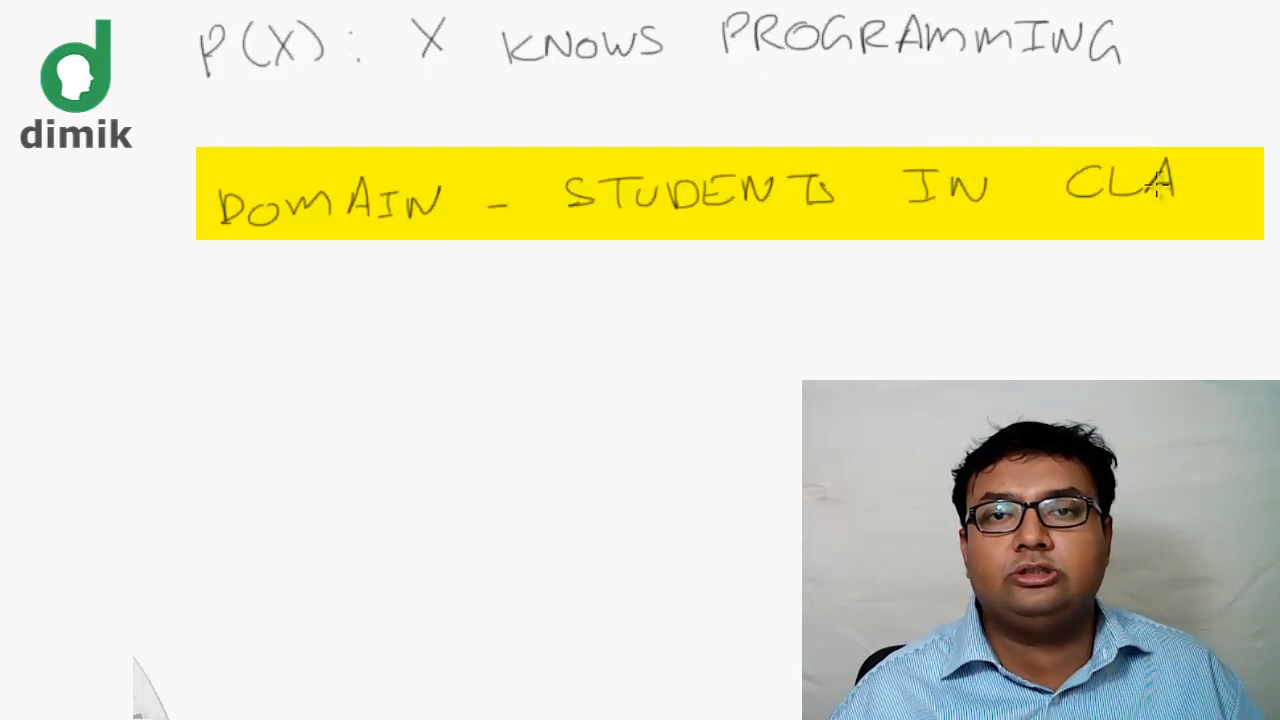 dimik
P(X): X KNOWS PROGRAMMING
DOMAIN - STUDENTS IN CLA